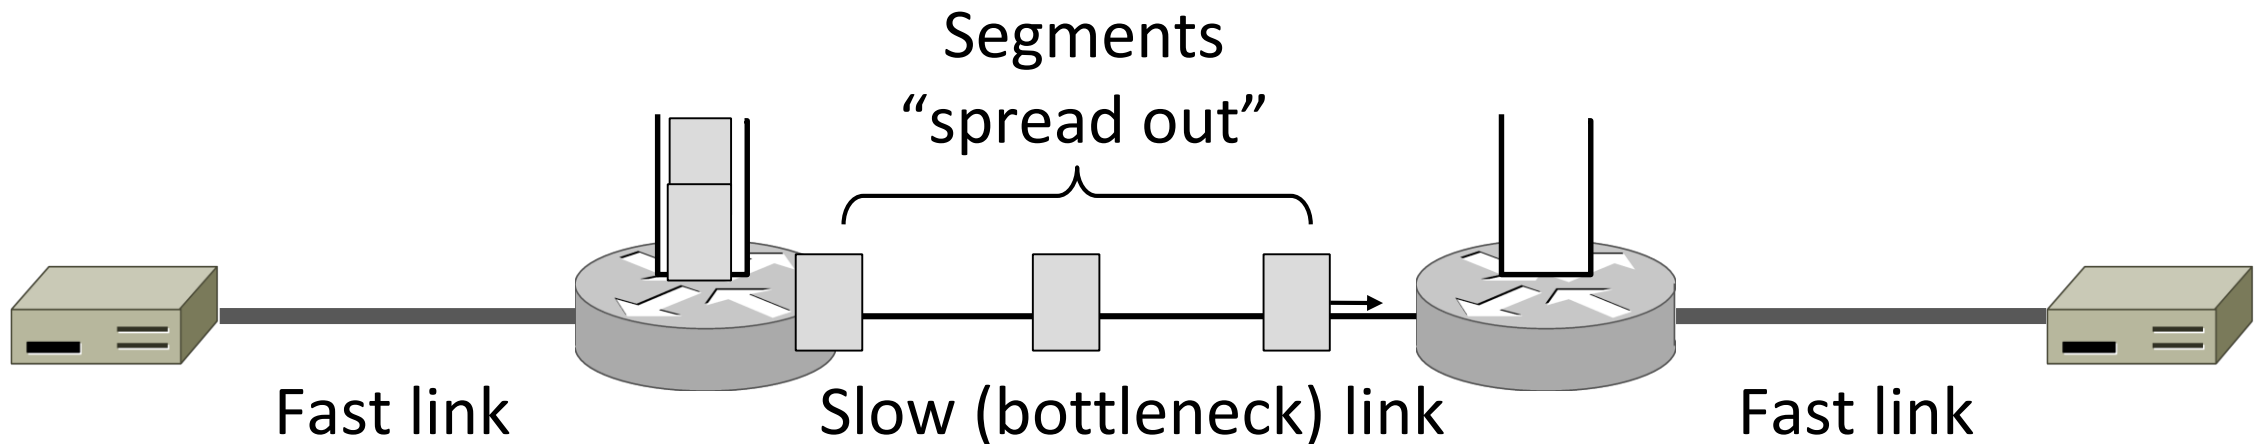 Segments
“spread out”
Fast link
Slow (bottleneck) link
Fast link